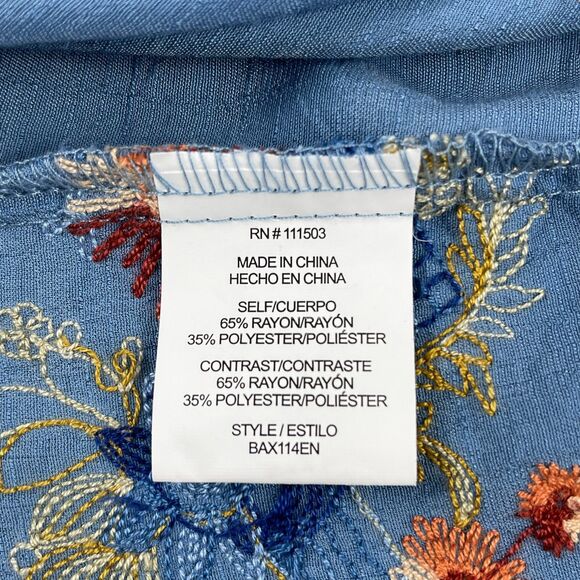 RN # 111503
MADE IN CHINA
HECHO EN CHINA
SELF/CUERPO
65% RAYON/RAYÓN
35% POLYESTER/POLIÉSTER
CONTRAST/CONTRASTE
65% RAYON/RAYÓN
35% POLYESTER/POLIÉSTER
STYLE / ESTILO
BAX114EN